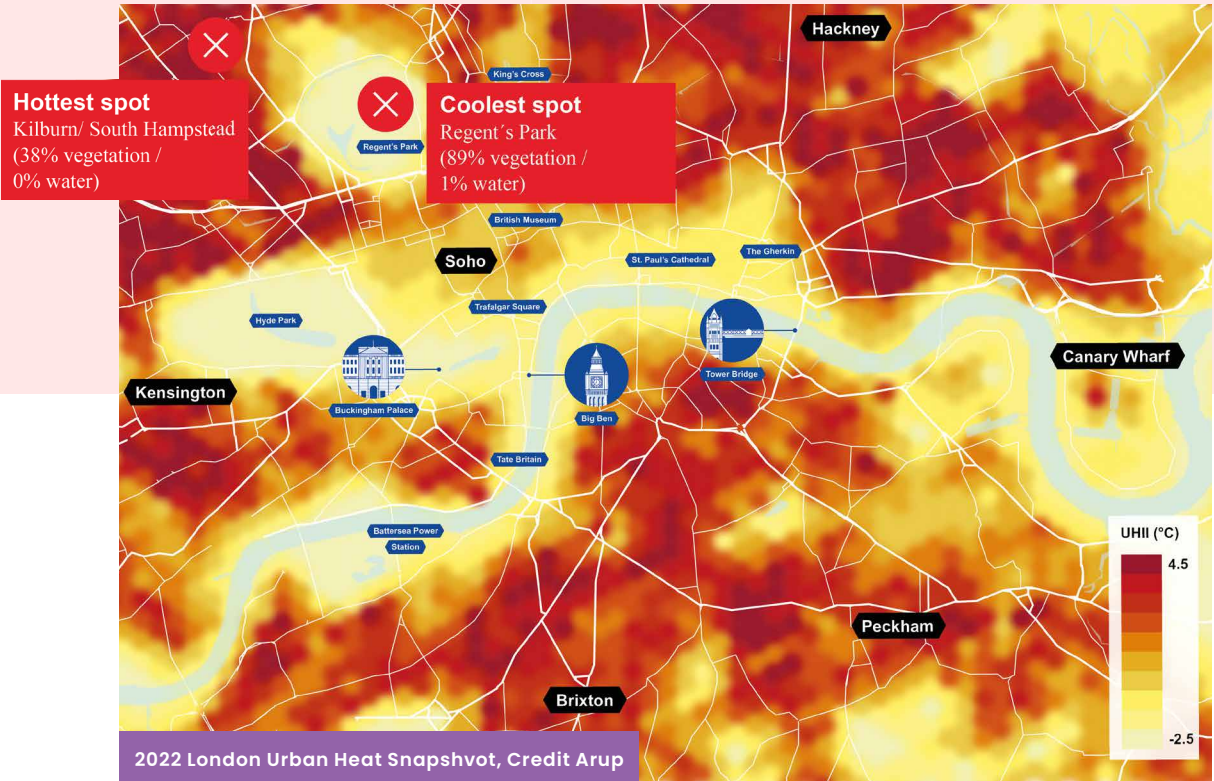 Hackney
King's Cross
Hottest spot
Kilburn/ South Hampstead
(38% vegetation /
0% water)
Coolest spot
Regent´s Park
(89% vegetation /
1% water)
Regent's Park
British Museum
Soho
The Gherkin
St. Paul's Cathedral
Trafalgar Square
Hyde Park
Canary Wharf
Tower Bridge
Kensington
Buckingham Palace
Big Ben
Tate Britain
Battersea Power
Station
UHII (°C)
4.5
-2.5
Peckham
Brixton
2022 London Urban Heat Snapshvot, Credit Arup